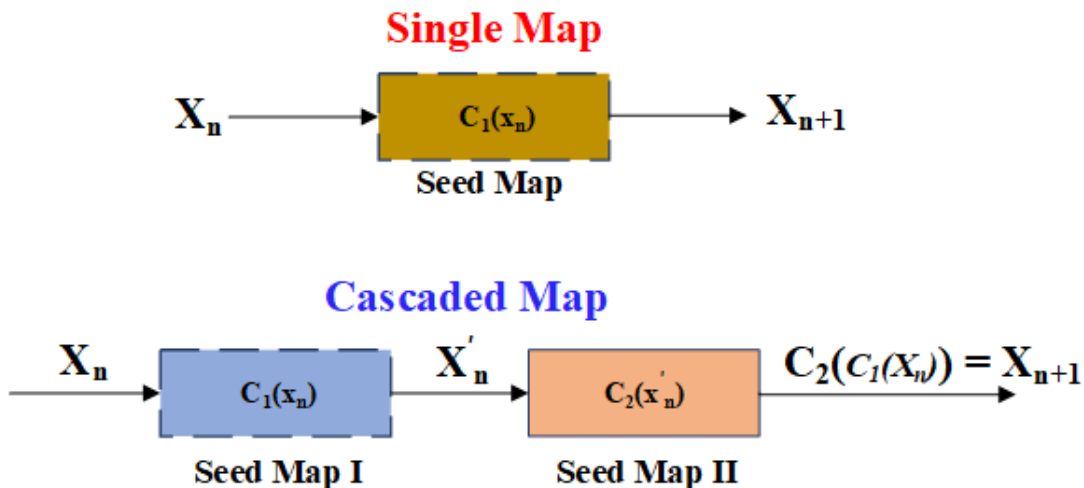 Single Map
Xₙ C₁(xₙ) Xₙ₊₁
Seed Map
Cascaded Map
Xₙ C₁(xₙ) X'ₙ C₂(x'ₙ) C₂(C₁(Xₙ)) = Xₙ₊₁
Seed Map I Seed Map II